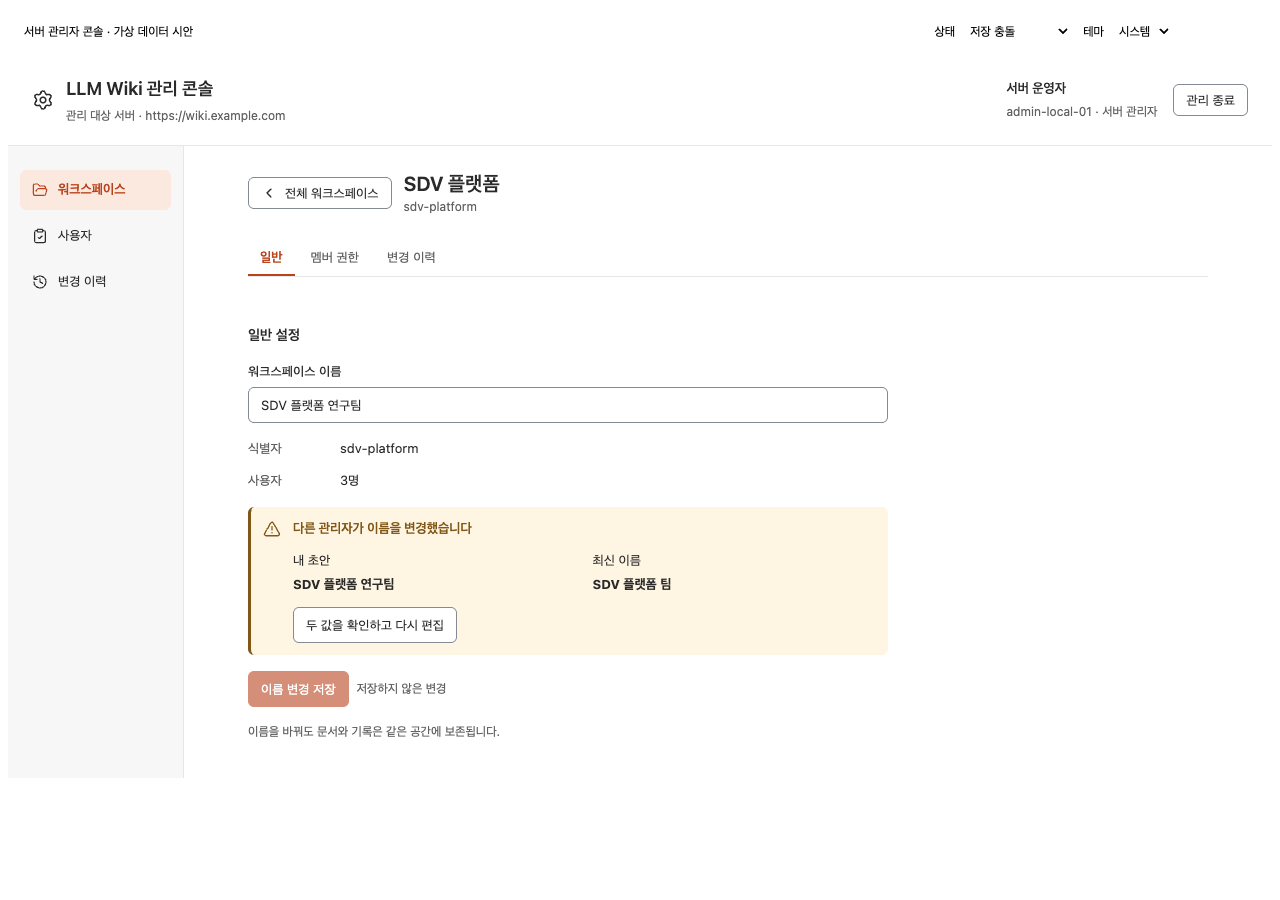 서버 관리자 콘솔 · 가상 데이터 시안
상태 저장 충돌 테마 시스템
LLM Wiki 관리 콘솔
관리 대상 서버 · https://wiki.example.com
서버 운영자
admin-local-01 · 서버 관리자
관리 종료
워크스페이스
사용자
변경 이력
전체 워크스페이스
SDV 플랫폼
sdv-platform
일반 멤버 권한 변경 이력
일반 설정
워크스페이스 이름
SDV 플랫폼 연구팀
식별자 sdv-platform
사용자 3명
다른 관리자가 이름을 변경했습니다
내 초안 최신 이름
SDV 플랫폼 연구팀 SDV 플랫폼 팀
두 값을 확인하고 다시 편집
이름 변경 저장 저장하지 않은 변경
이름을 바꿔도 문서와 기록은 같은 공간에 보존됩니다.